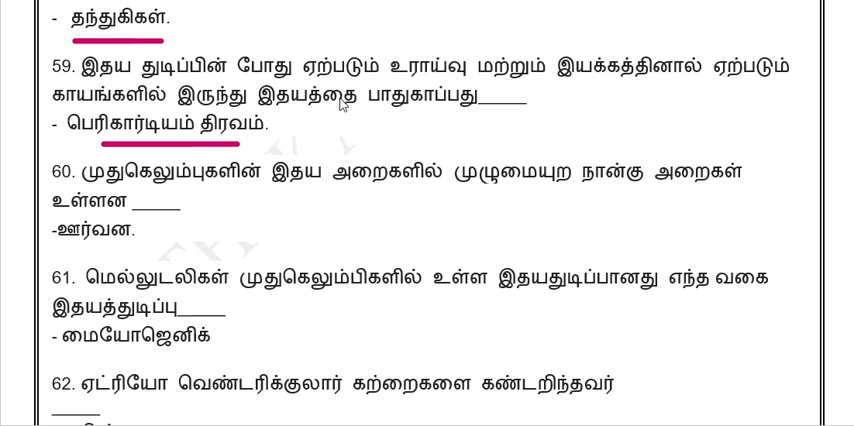 - தந்துகிகள்.
59. இதய துடிப்பின் போது ஏற்படும் உராய்வு மற்றும் இயக்கத்தினால் ஏற்படும்
காயங்களில் இருந்து இதயத்தை பாதுகாப்பது_____
- பெரிகார்டியம் திரவம்.
60. முதுகெலும்புகளின் இதய அறைகளில் முழுமையுற நான்கு அறைகள்
உள்ளன _____
-ஊர்வன.
61. மெல்லுடலிகள் முதுகெலும்பிகளில் உள்ள இதயதுடிப்பானது எந்த வகை
இதயத்துடிப்பு_____
- மையோஜெனிக்
62. ஏட்ரியோ வெண்டரிக்குலார் கற்றைகளை கண்டறிந்தவர்
_____